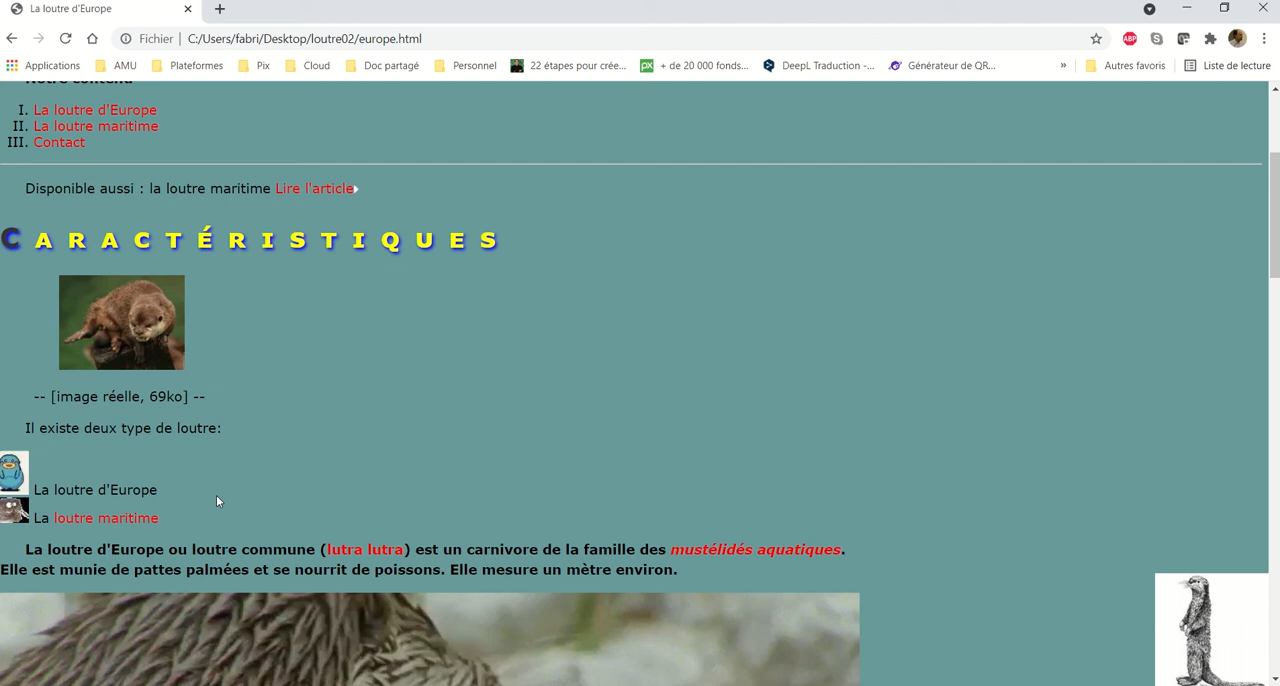 La loutre d'Europe
Fichier | C:/Users/fabri/Desktop/loutre02/europe.html
ABP
Applications AMU Plateformes Pix Cloud Doc partagé Personnel 22 étapes pour crée... px + de 20 000 fonds... DeepL Traduction -... Générateur de QR... » Autres favoris Liste de lecture
Notre contenu
I. La loutre d'Europe
II. La loutre maritime
III. Contact
Disponible aussi : la loutre maritime Lire l'article
CARACTÉRISTIQUES
-- [image réelle, 69ko] --
Il existe deux type de loutre:
La loutre d'Europe
La loutre maritime
La loutre d'Europe ou loutre commune (lutra lutra) est un carnivore de la famille des mustélidés aquatiques.
Elle est munie de pattes palmées et se nourrit de poissons. Elle mesure un mètre environ.